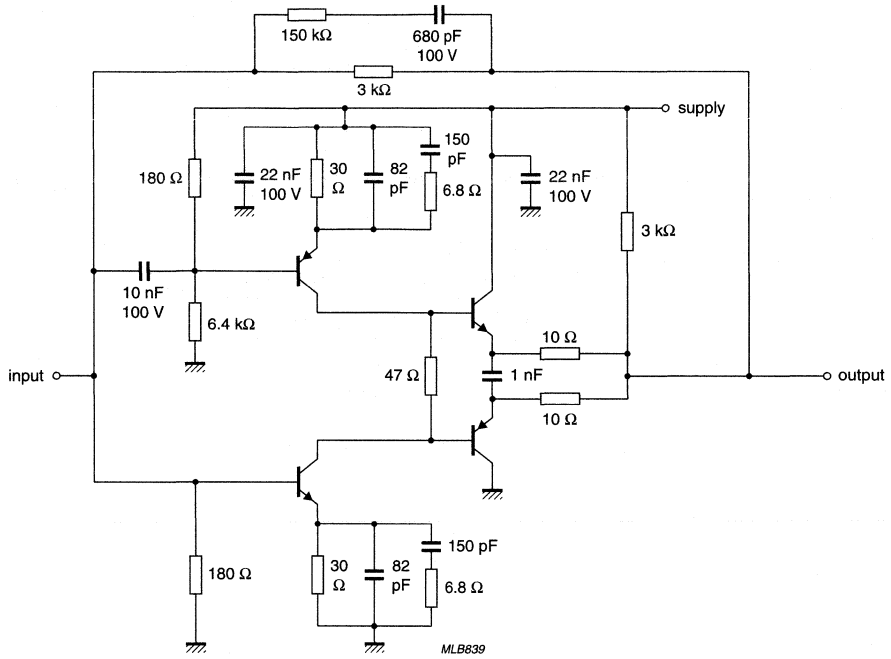 150 kΩ
680 pF
100 V
3 kΩ
supply
180 Ω
22 nF
100 V
30
Ω
82
pF
150
pF
6.8 Ω
22 nF
100 V
3 kΩ
10 nF
100 V
6.4 kΩ
10 Ω
input
47 Ω
1 nF
output
10 Ω
180 Ω
30
Ω
82
pF
150 pF
6.8 Ω
MLB839